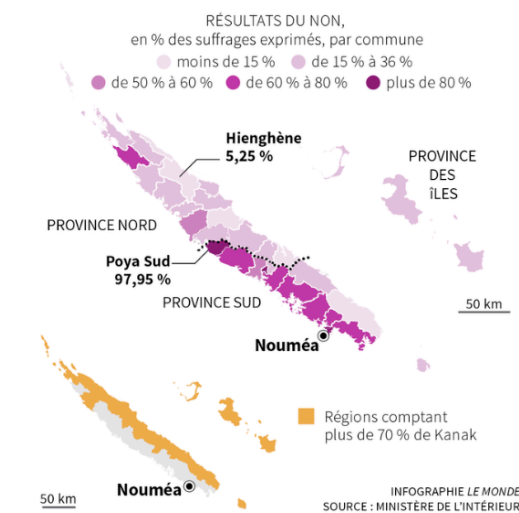 RÉSULTATS DU NON,
en % des suffrages exprimés, par commune
moins de 15 % de 15 % à 36 %
de 50 % à 60 % de 60 % à 80 % plus de 80 %
Hienghène
5,25 %
PROVINCE
DES
îLES
PROVINCE NORD
Poya Sud
97,95 %
PROVINCE SUD
50 km
Nouméa
Régions comptant
plus de 70 % de Kanak
Nouméa
50 km
INFOGRAPHIE LE MONDE
SOURCE : MINISTÈRE DE L'INTÉRIEUR